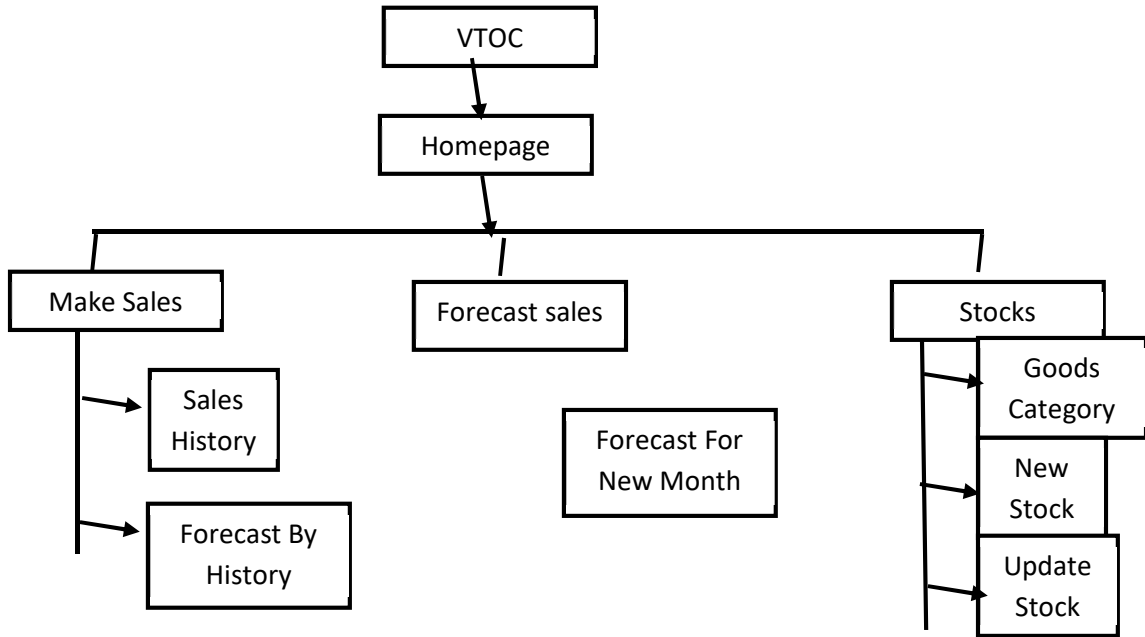 VTOC
Homepage
Make Sales
Forecast sales
Stocks
Sales
History
Forecast By
History
Forecast For
New Month
Goods
Category
New
Stock
Update
Stock